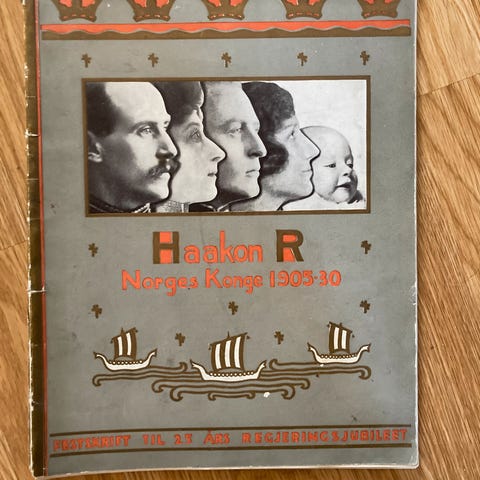 Haakon R
Norges Konge 1905-30
FESTSKRIFT TIL 25 ÅRS REGJERINGSJUBILEET